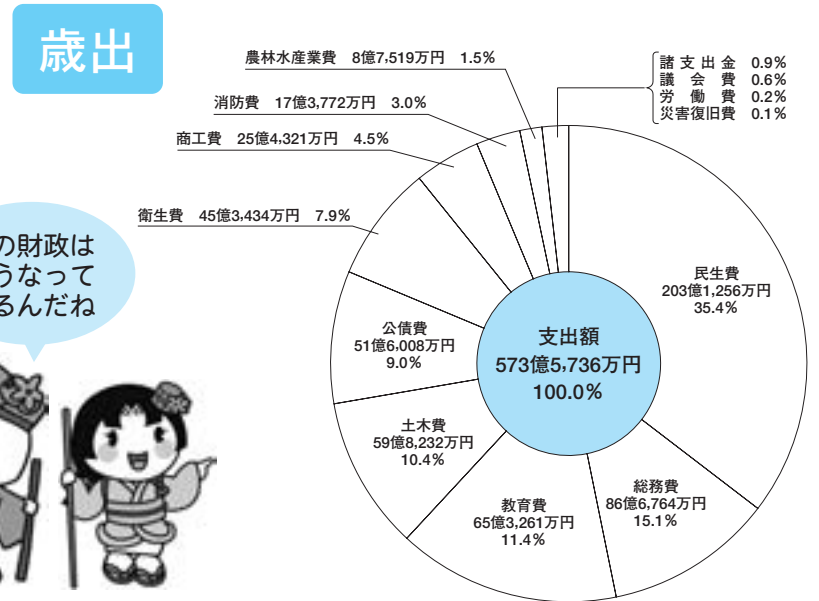 歳出
農林水産業費 8億7,519万円 1.5%
消防費 17億3,772万円 3.0%
商工費 25億4,321万円 4.5%
衛生費 45億3,434万円 7.9%
諸支出金 0.9%
議会費 0.6%
労働費 0.2%
災害復旧費 0.1%
民生費
203億1,256万円
35.4%
総務費
86億6,764万円
15.1%
教育費
65億3,261万円
11.4%
土木費
59億8,232万円
10.4%
公債費
51億6,008万円
9.0%
支出額
573億5,736万円
100.0%
の財政は
うなって
るんだね